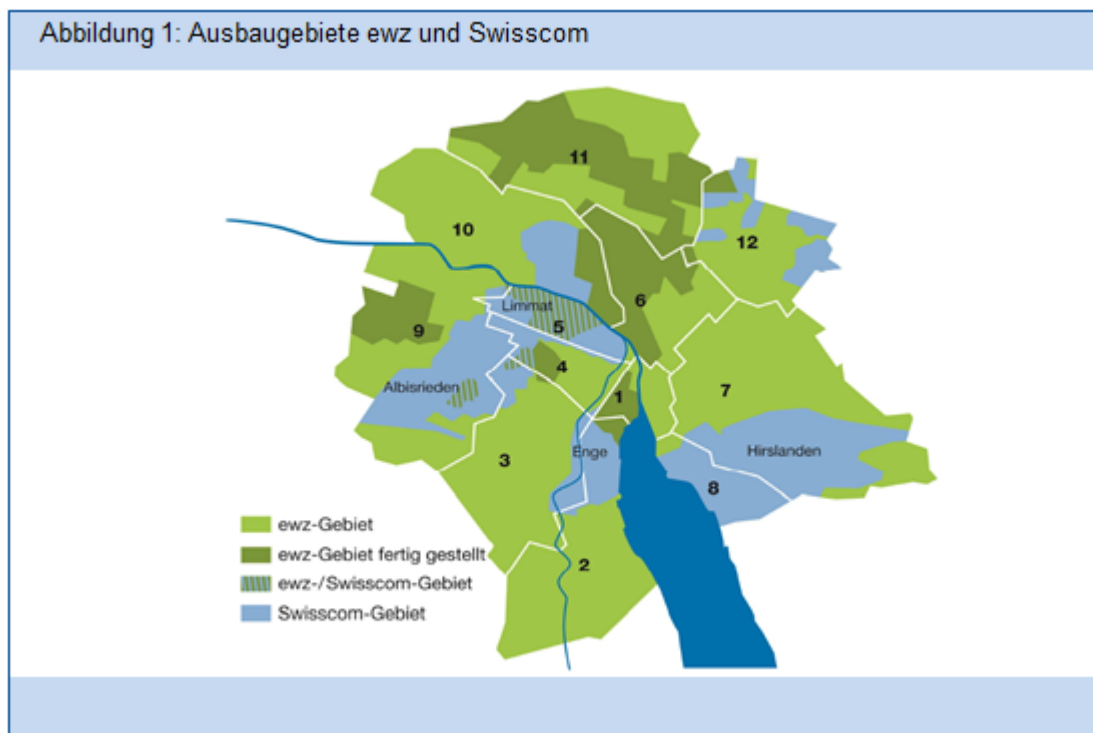 Abbildung 1: Ausbaugebiete ewz und Swisscom
11
10
12
Limmat
6
5
9
4
Albisrieden
1
7
Enge
Hirslanden
3
8
ewz-Gebiet
ewz-Gebiet fertig gestellt
ewz-/Swisscom-Gebiet
2
Swisscom-Gebiet